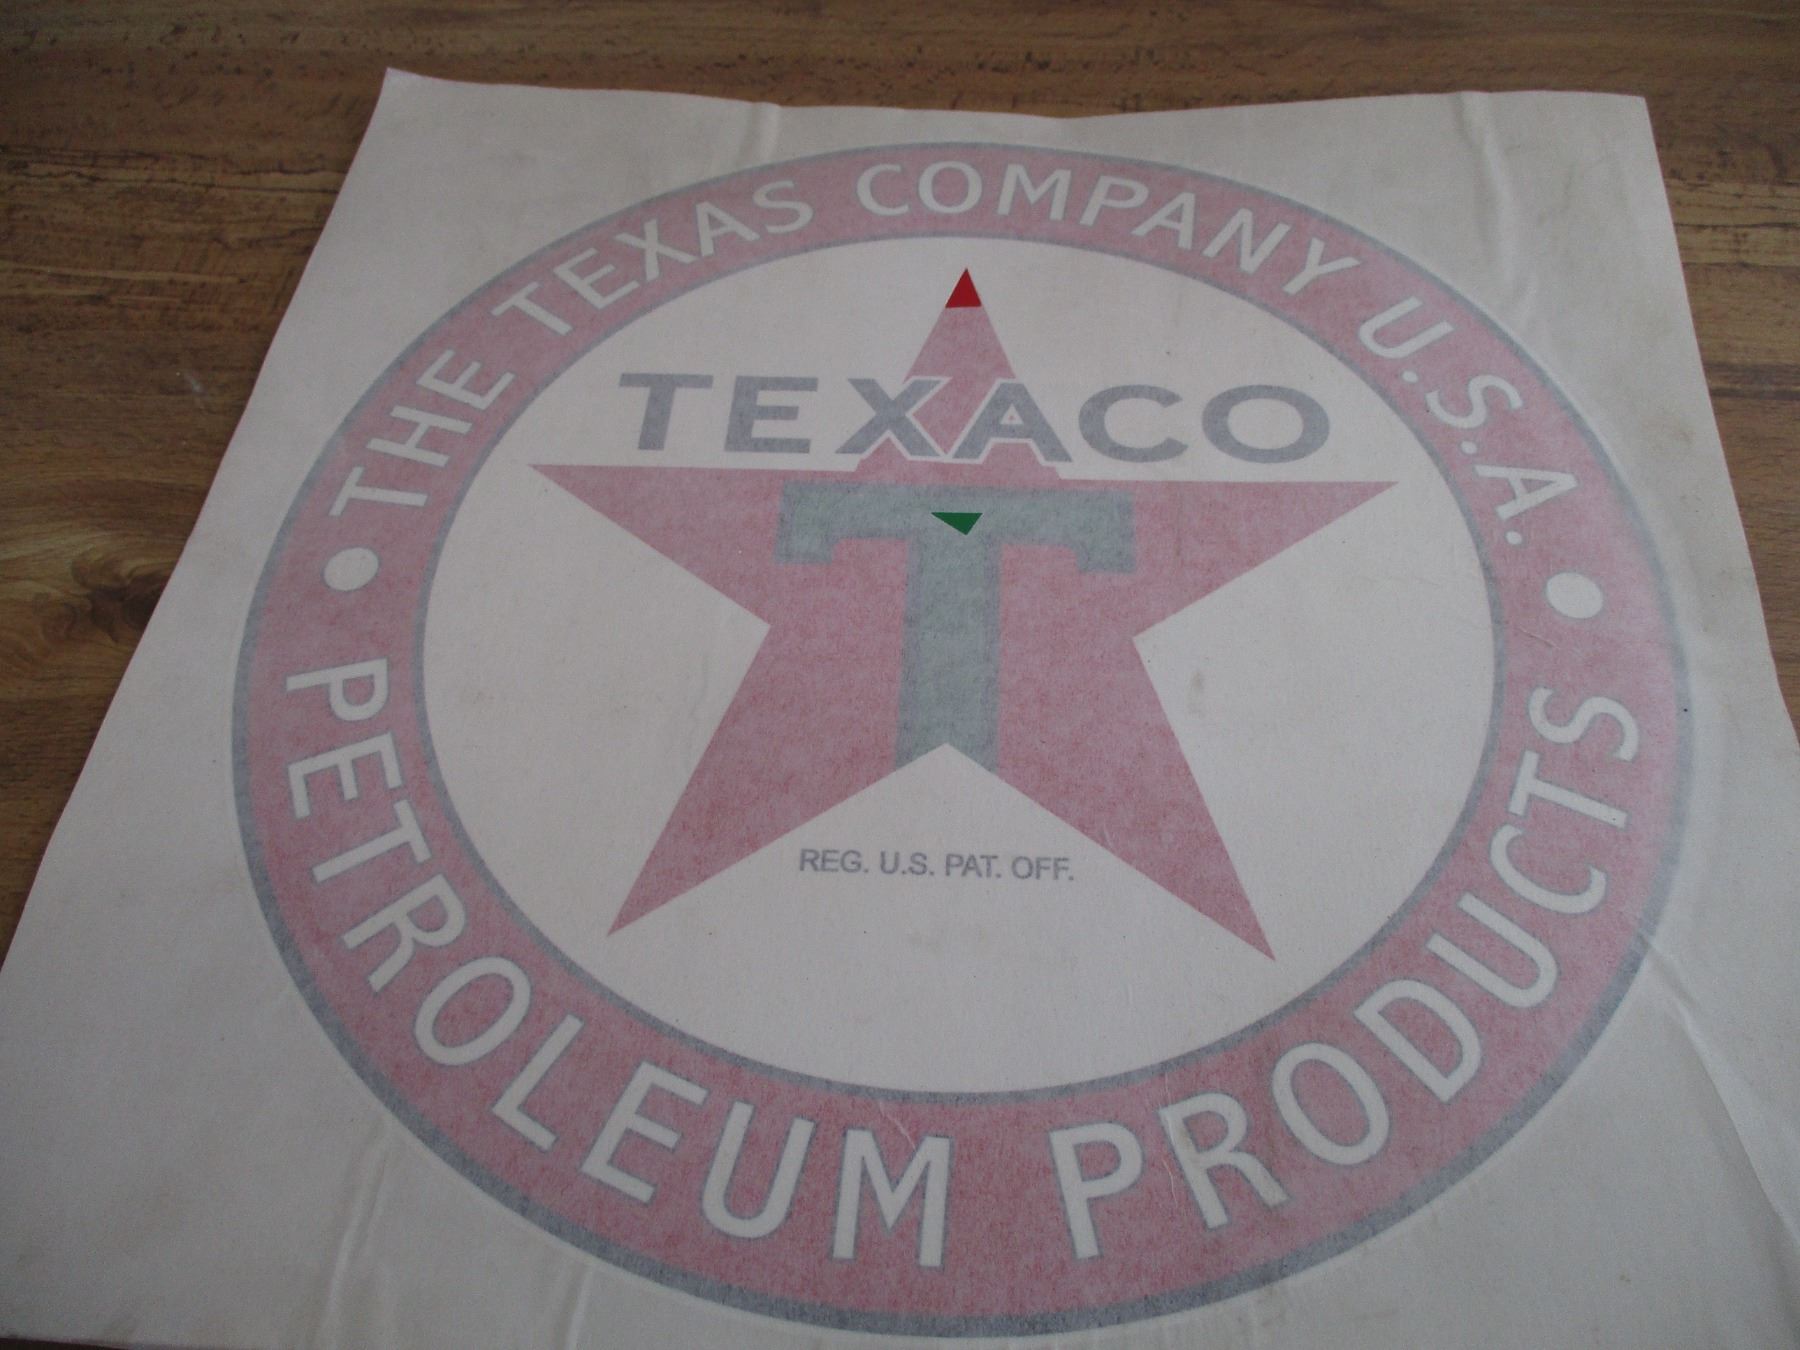 • THE TEXAS COMPANY U.S.A. •
TEXACO
T
REG. U.S. PAT. OFF.
PETROLEUM PRODUCTS